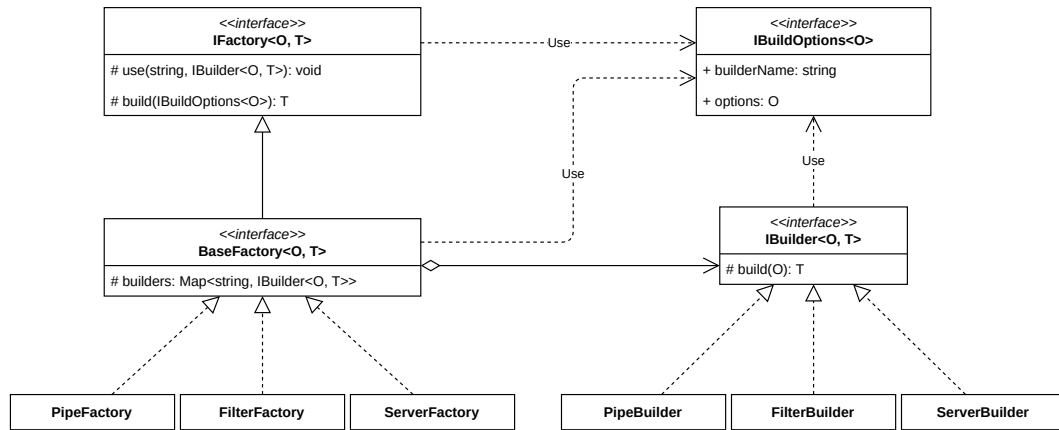 <<interface>>
IFactory<O, T>
# use(string, IBuilder<O, T>): void
# build(IBuildOptions<O>): T
Use
<<interface>>
IBuildOptions<O>
+ builderName: string
+ options: O
Use
Use
<<interface>>
BaseFactory<O, T>
# builders: Map<string, IBuilder<O, T>>
<<interface>>
IBuilder<O, T>
# build(O): T
PipeFactory
FilterFactory
ServerFactory
PipeBuilder
FilterBuilder
ServerBuilder